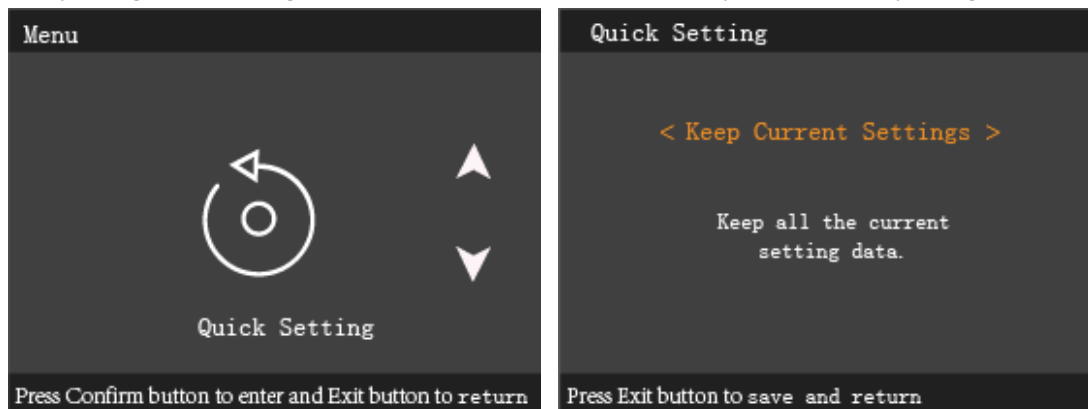 Menu
Quick Setting
Press Confirm button to enter and Exit button to return
Quick Setting
< Keep Current Settings >
Keep all the current
setting data.
Press Exit button to save and return